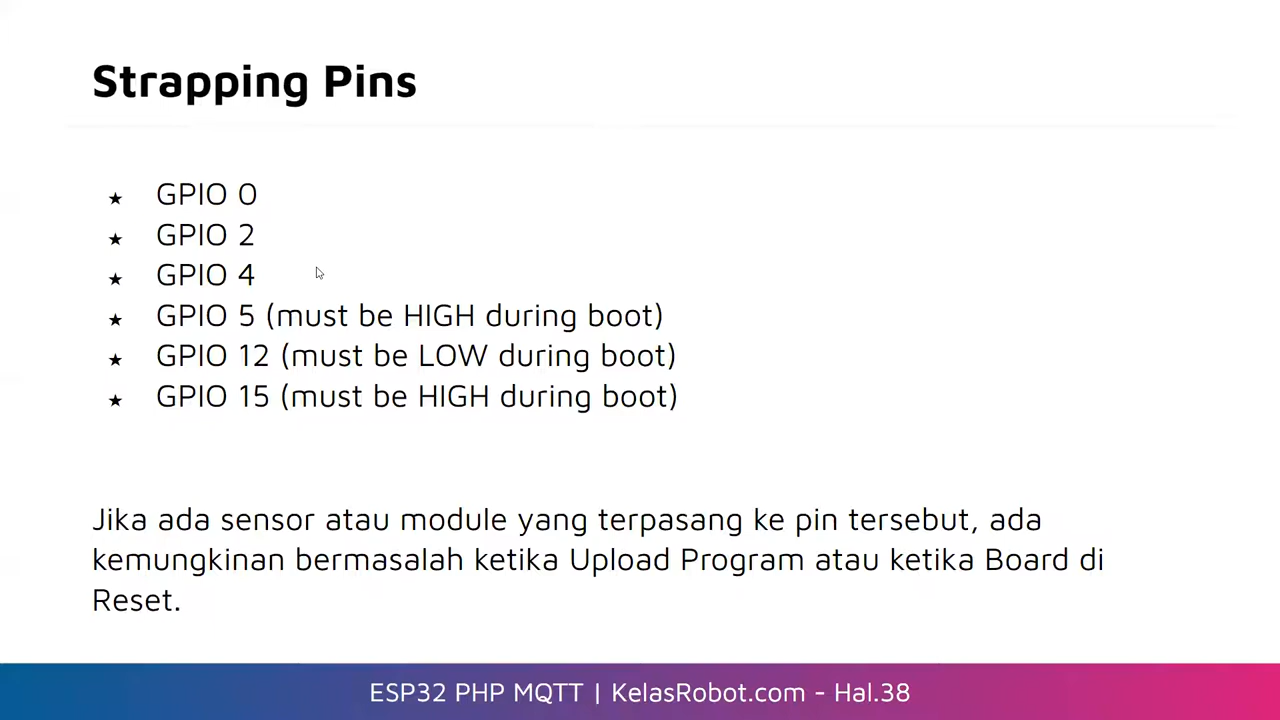 Strapping Pins
★ GPIO 0
★ GPIO 2
★ GPIO 4
★ GPIO 5 (must be HIGH during boot)
★ GPIO 12 (must be LOW during boot)
★ GPIO 15 (must be HIGH during boot)
Jika ada sensor atau module yang terpasang ke pin tersebut, ada
kemungkinan bermasalah ketika Upload Program atau ketika Board di
Reset.
ESP32 PHP MQTT | KelasRobot.com - Hal.38